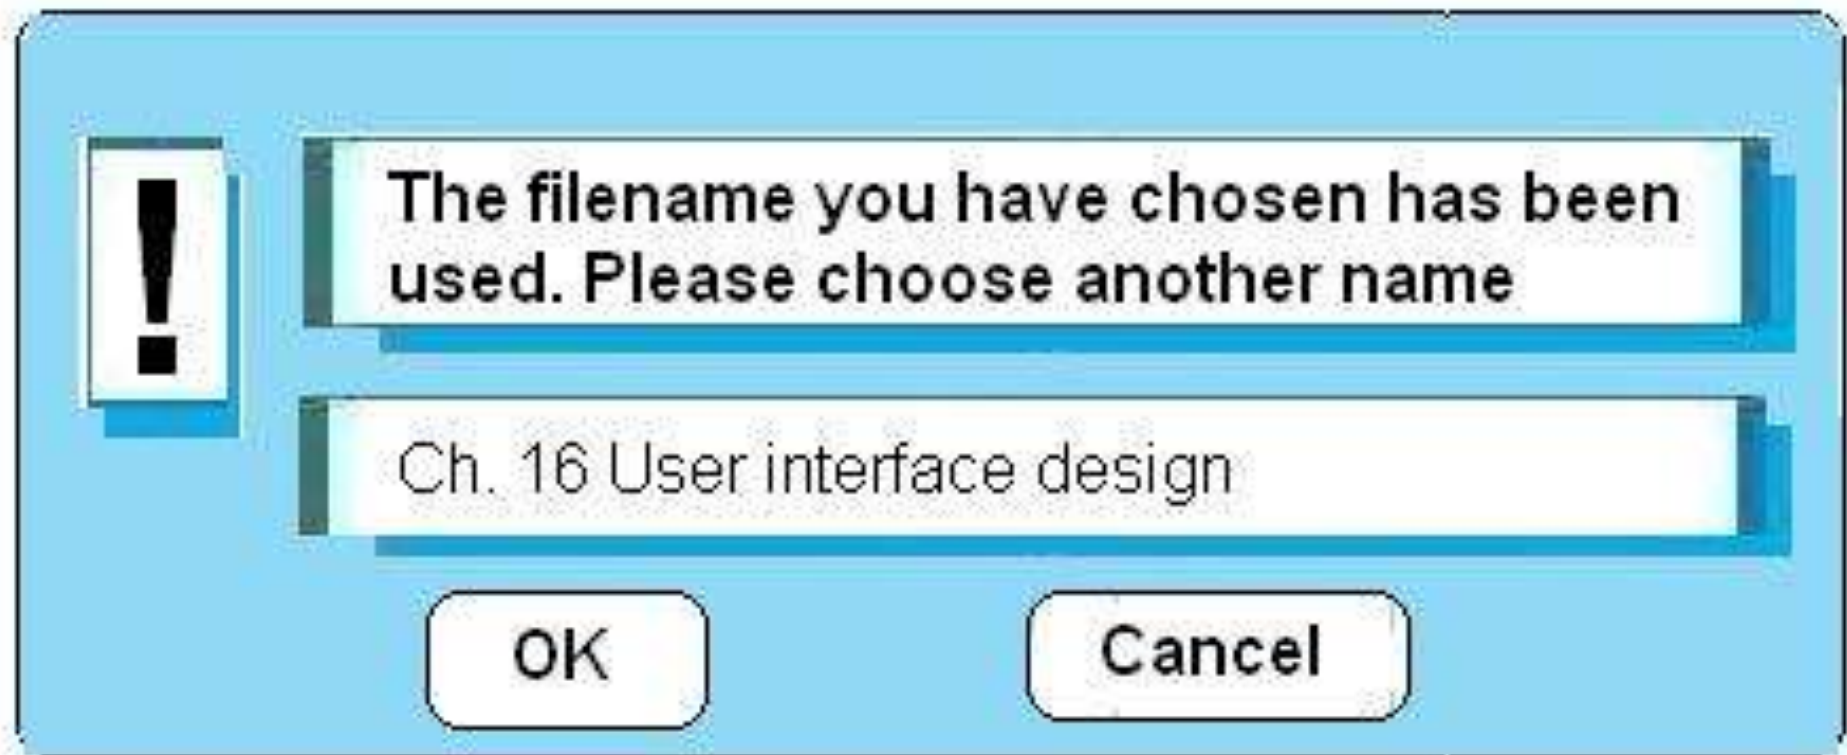 !
The filename you have chosen has been
used. Please choose another name
Ch. 16 User interface design
OK Cancel